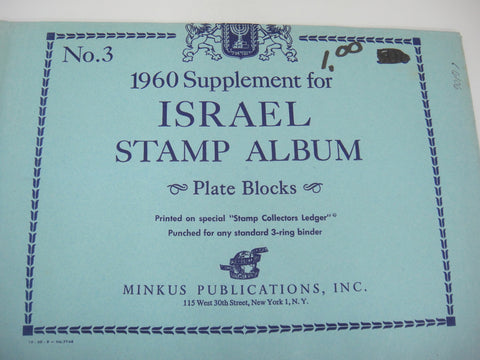 No.3
1.00
1960 Supplement for
ISRAEL
STAMP ALBUM
Plate Blocks
Printed on special "Stamp Collectors Ledger"©
Punched for any standard 3-ring binder
MINKUS PUBLICATIONS, INC.
115 West 30th Street, New York 1, N. Y.